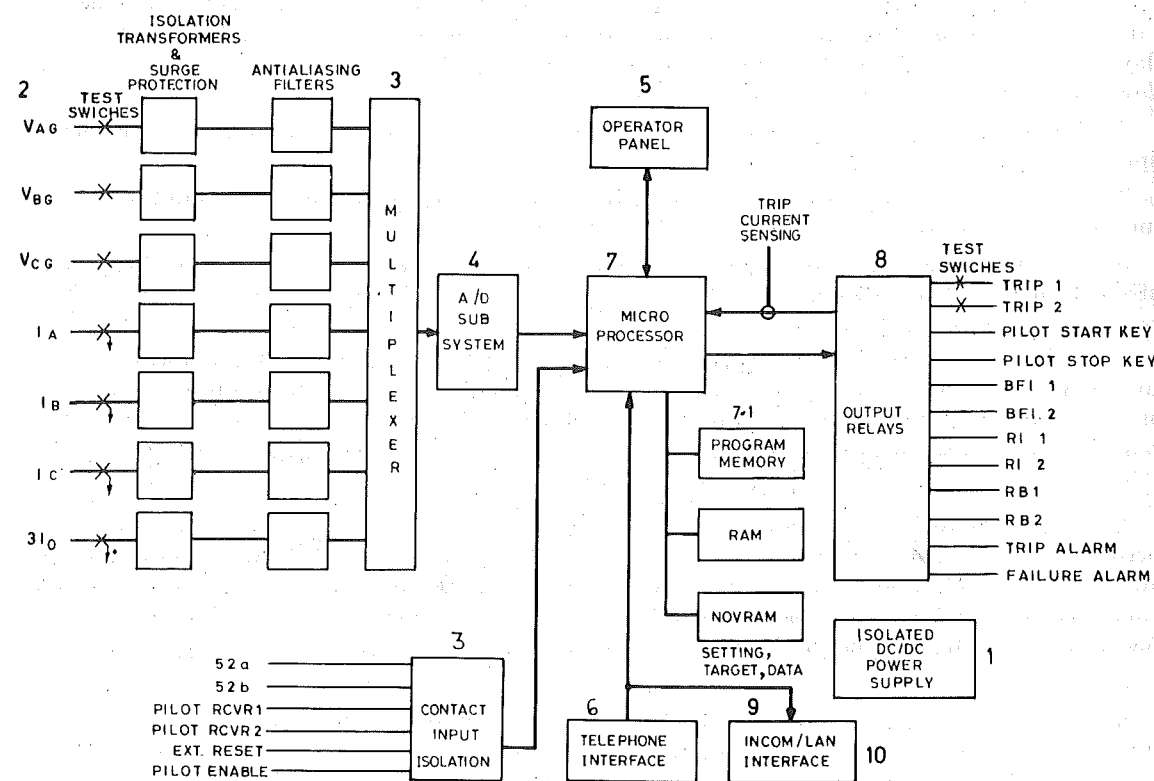 ISOLATION
TRANSFORMERS
&
SURGE
PROTECTION
ANTIALIASING
FILTERS
3
2
TEST
SWICHES
VAG
VBG
VCG
IA
IB
IC
3I0
MULTIPLEXER
4
A/D
SUB
SYSTEM
5
OPERATOR
PANEL
TRIP
CURRENT
SENSING
7
MICRO
PROCESSOR
7.1
PROGRAM
MEMORY
RAM
NOVRAM
SETTING,
TARGET, DATA
8
OUTPUT
RELAYS
TEST
SWICHES
TRIP 1
TRIP 2
PILOT START KEY
PILOT STOP KEY
BFI 1
BFI. 2
RI 1
RI 2
RB1
RB2
TRIP ALARM
FAILURE ALARM
ISOLATED
DC/DC
POWER
SUPPLY
1
3
52a
52b
PILOT RCVR1
PILOT RCVR2
EXT. RESET
PILOT ENABLE
CONTACT
INPUT
ISOLATION
6
TELEPHONE
INTERFACE
9
INCOM/LAN
INTERFACE
10